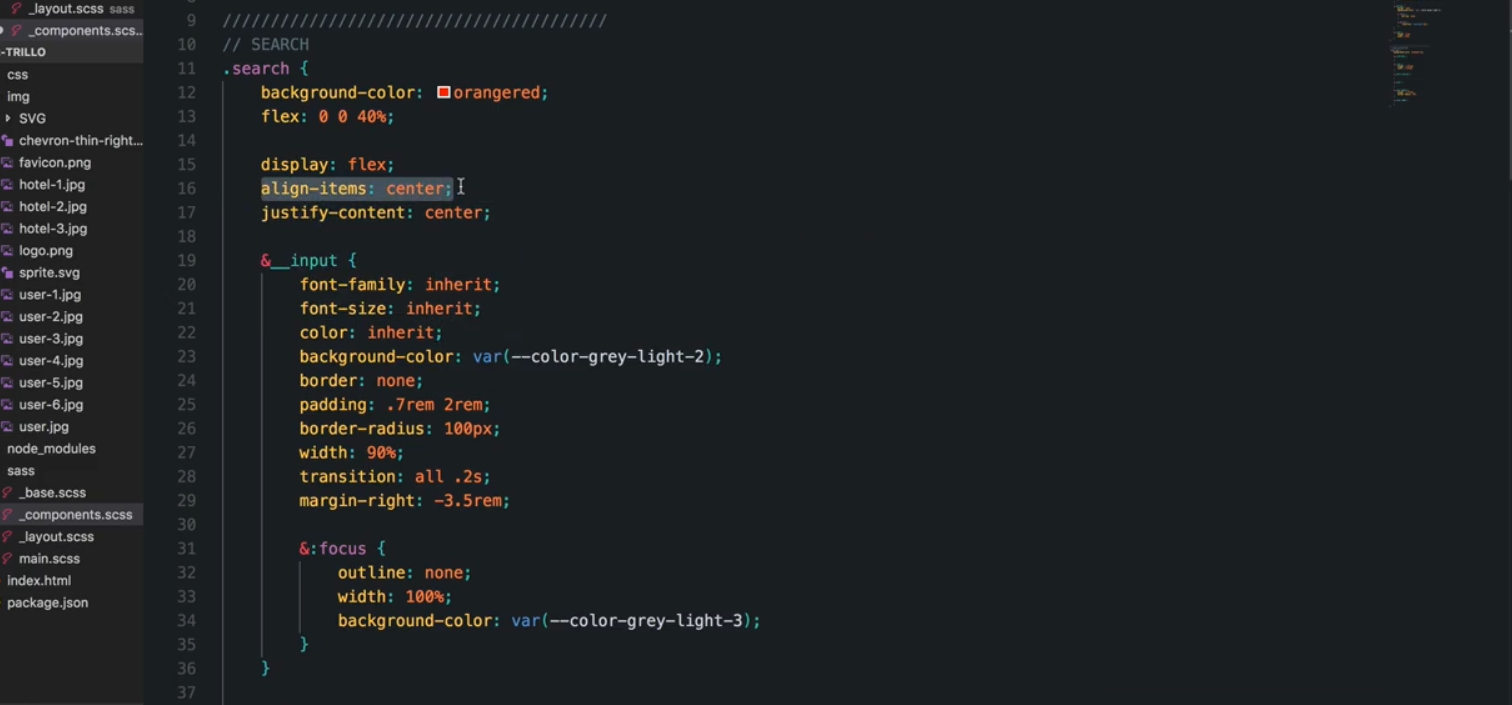 _layout.scss sass
_components.scs...
-TRILLO
css
img
SVG
chevron-thin-right...
favicon.png
hotel-1.jpg
hotel-2.jpg
hotel-3.jpg
logo.png
sprite.svg
user-1.jpg
user-2.jpg
user-3.jpg
user-4.jpg
user-5.jpg
user-6.jpg
user.jpg
node_modules
sass
_base.scss
_components.scss
_layout.scss
main.scss
index.html
package.json
9 ////////////////////////////////////////
10 // SEARCH
11 .search {
12 background-color: orangered;
13 flex: 0 0 40%;
14
15 display: flex;
16 align-items: center;
17 justify-content: center;
18
19 &__input {
20 font-family: inherit;
21 font-size: inherit;
22 color: inherit;
23 background-color: var(--color-grey-light-2);
24 border: none;
25 padding: .7rem 2rem;
26 border-radius: 100px;
27 width: 90%;
28 transition: all .2s;
29 margin-right: -3.5rem;
30
31 &:focus {
32 outline: none;
33 width: 100%;
34 background-color: var(--color-grey-light-3);
35 }
36 }
37